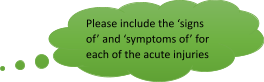 Please include the ‘signs
of’ and ‘symptoms of’ for
each of the acute injuries